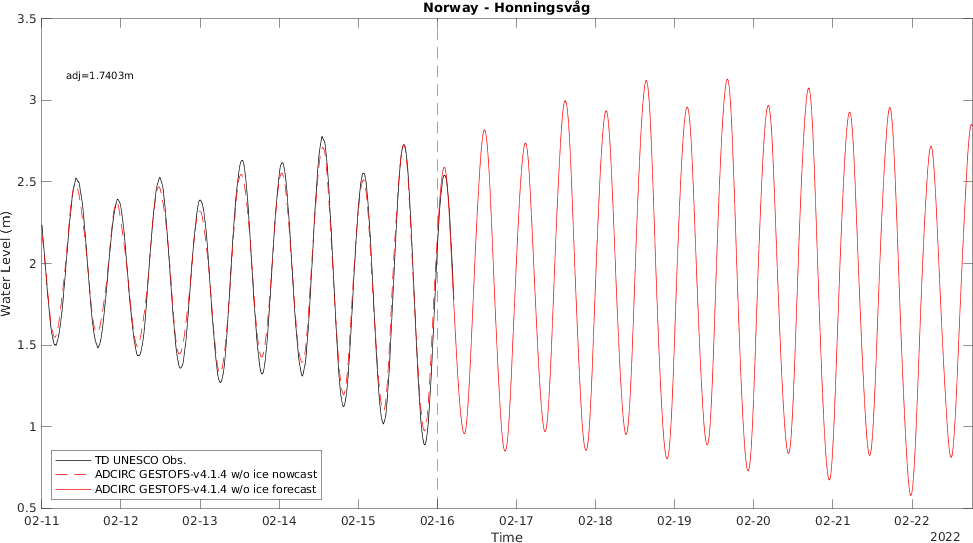 Norway - Honningsvåg
3.5
adj=1.7403m
3
2.5
2
Water Level (m)
1.5
1
TD UNESCO Obs.
ADCIRC GESTOFS-v4.1.4 w/o ice nowcast
ADCIRC GESTOFS-v4.1.4 w/o ice forecast
0.5
02-11 02-12 02-13 02-14 02-15 02-16 02-17 02-18 02-19 02-20 02-21 02-22
Time
2022